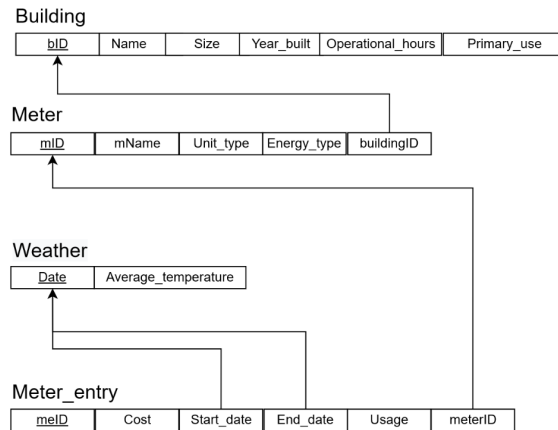 Building
bID Name Size Year_built Operational_hours Primary_use
Meter
mID mName Unit_type Energy_type buildingID
Weather
Date Average_temperature
Meter_entry
meID Cost Start_date End_date Usage meterID